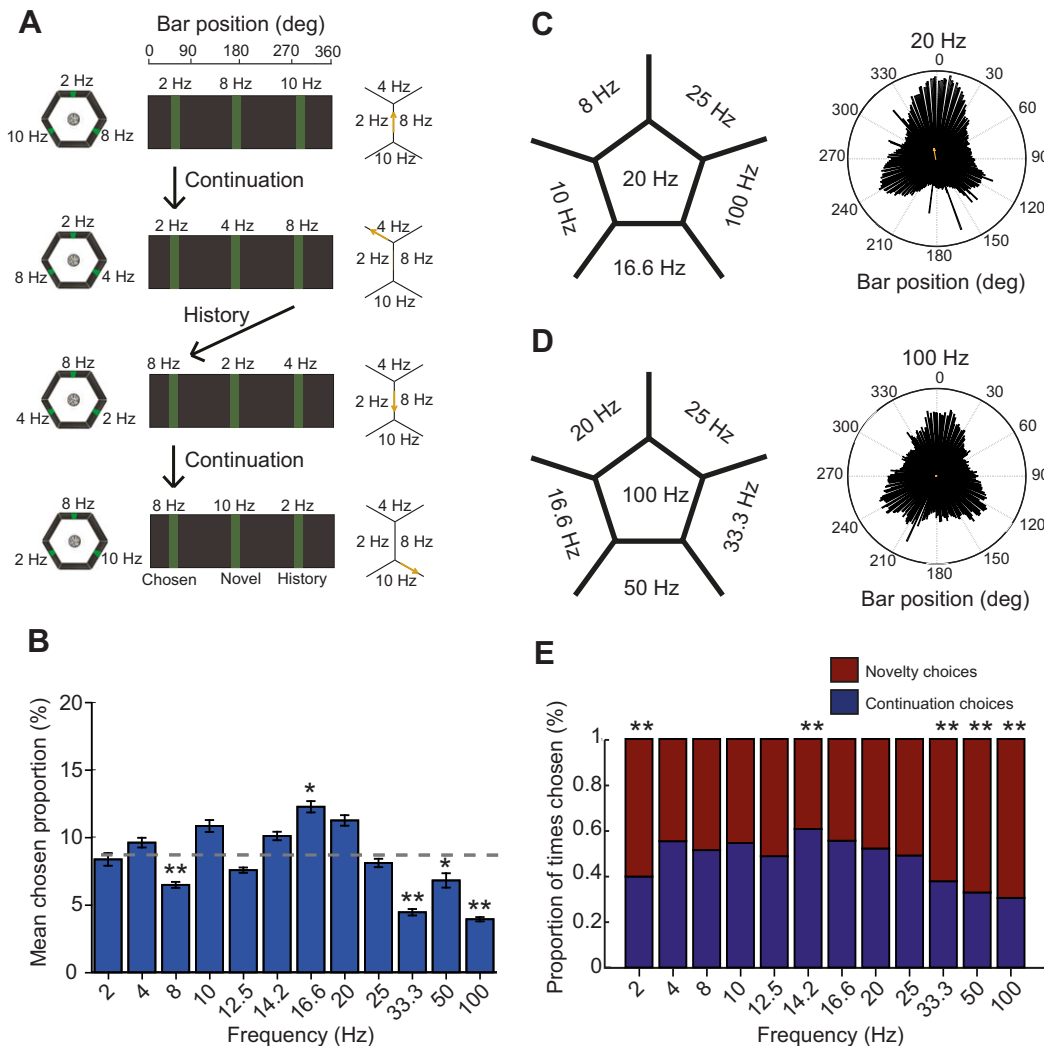 A
Bar position (deg)
0 90 180 270 360
2 Hz
10 Hz 8 Hz
2 Hz 8 Hz 10 Hz
4 Hz
2 Hz 8 Hz
10 Hz
Continuation
2 Hz
8 Hz 4 Hz
2 Hz 4 Hz 8 Hz
4 Hz
2 Hz 8 Hz
10 Hz
History
8 Hz
4 Hz 2 Hz
8 Hz 2 Hz 4 Hz
4 Hz
2 Hz 8 Hz
10 Hz
Continuation
8 Hz
2 Hz 10 Hz
8 Hz 10 Hz 2 Hz
Chosen Novel History
4 Hz
2 Hz 8 Hz
10 Hz
B
Mean chosen proportion (%)
20
15
10
5
0
** * ** * **
2 4 8 10 12.5 14.2 16.6 20 25 33.3 50 100
Frequency (Hz)
C
8 Hz 25 Hz
10 Hz 20 Hz 100 Hz
16.6 Hz
20 Hz
0
330 30
300 60
270 90
240 120
210 150
180
Bar position (deg)
D
20 Hz 25 Hz
16.6 Hz 100 Hz 33.3 Hz
50 Hz
100 Hz
0
330 30
300 60
270 90
240 120
210 150
180
Bar position (deg)
E
Novelty choices
Continuation choices
Proportion of times chosen (%)
** ** ** ** **
1
0.8
0.6
0.4
0.2
0
2 4 8 10 12.5 14.2 16.6 20 25 33.3 50 100
Frequency (Hz)